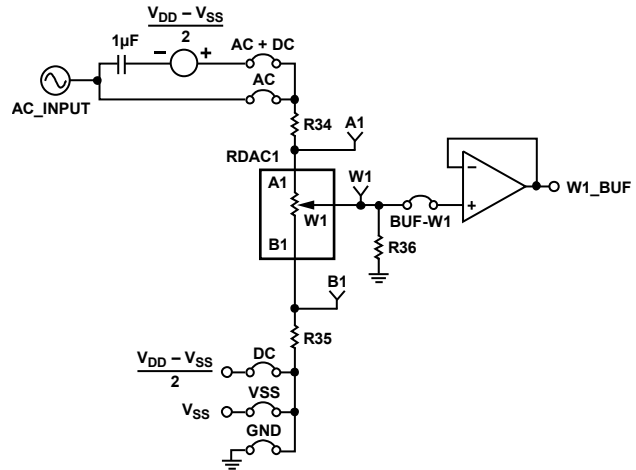 V_DD – V_SS
2
1µF
–
+
AC + DC
AC
AC_INPUT
R34
A1
RDAC1
A1
W1
B1
W1
BUF-W1
–
+
W1_BUF
R36
B1
R35
V_DD – V_SS
2
DC
V_SS
VSS
GND